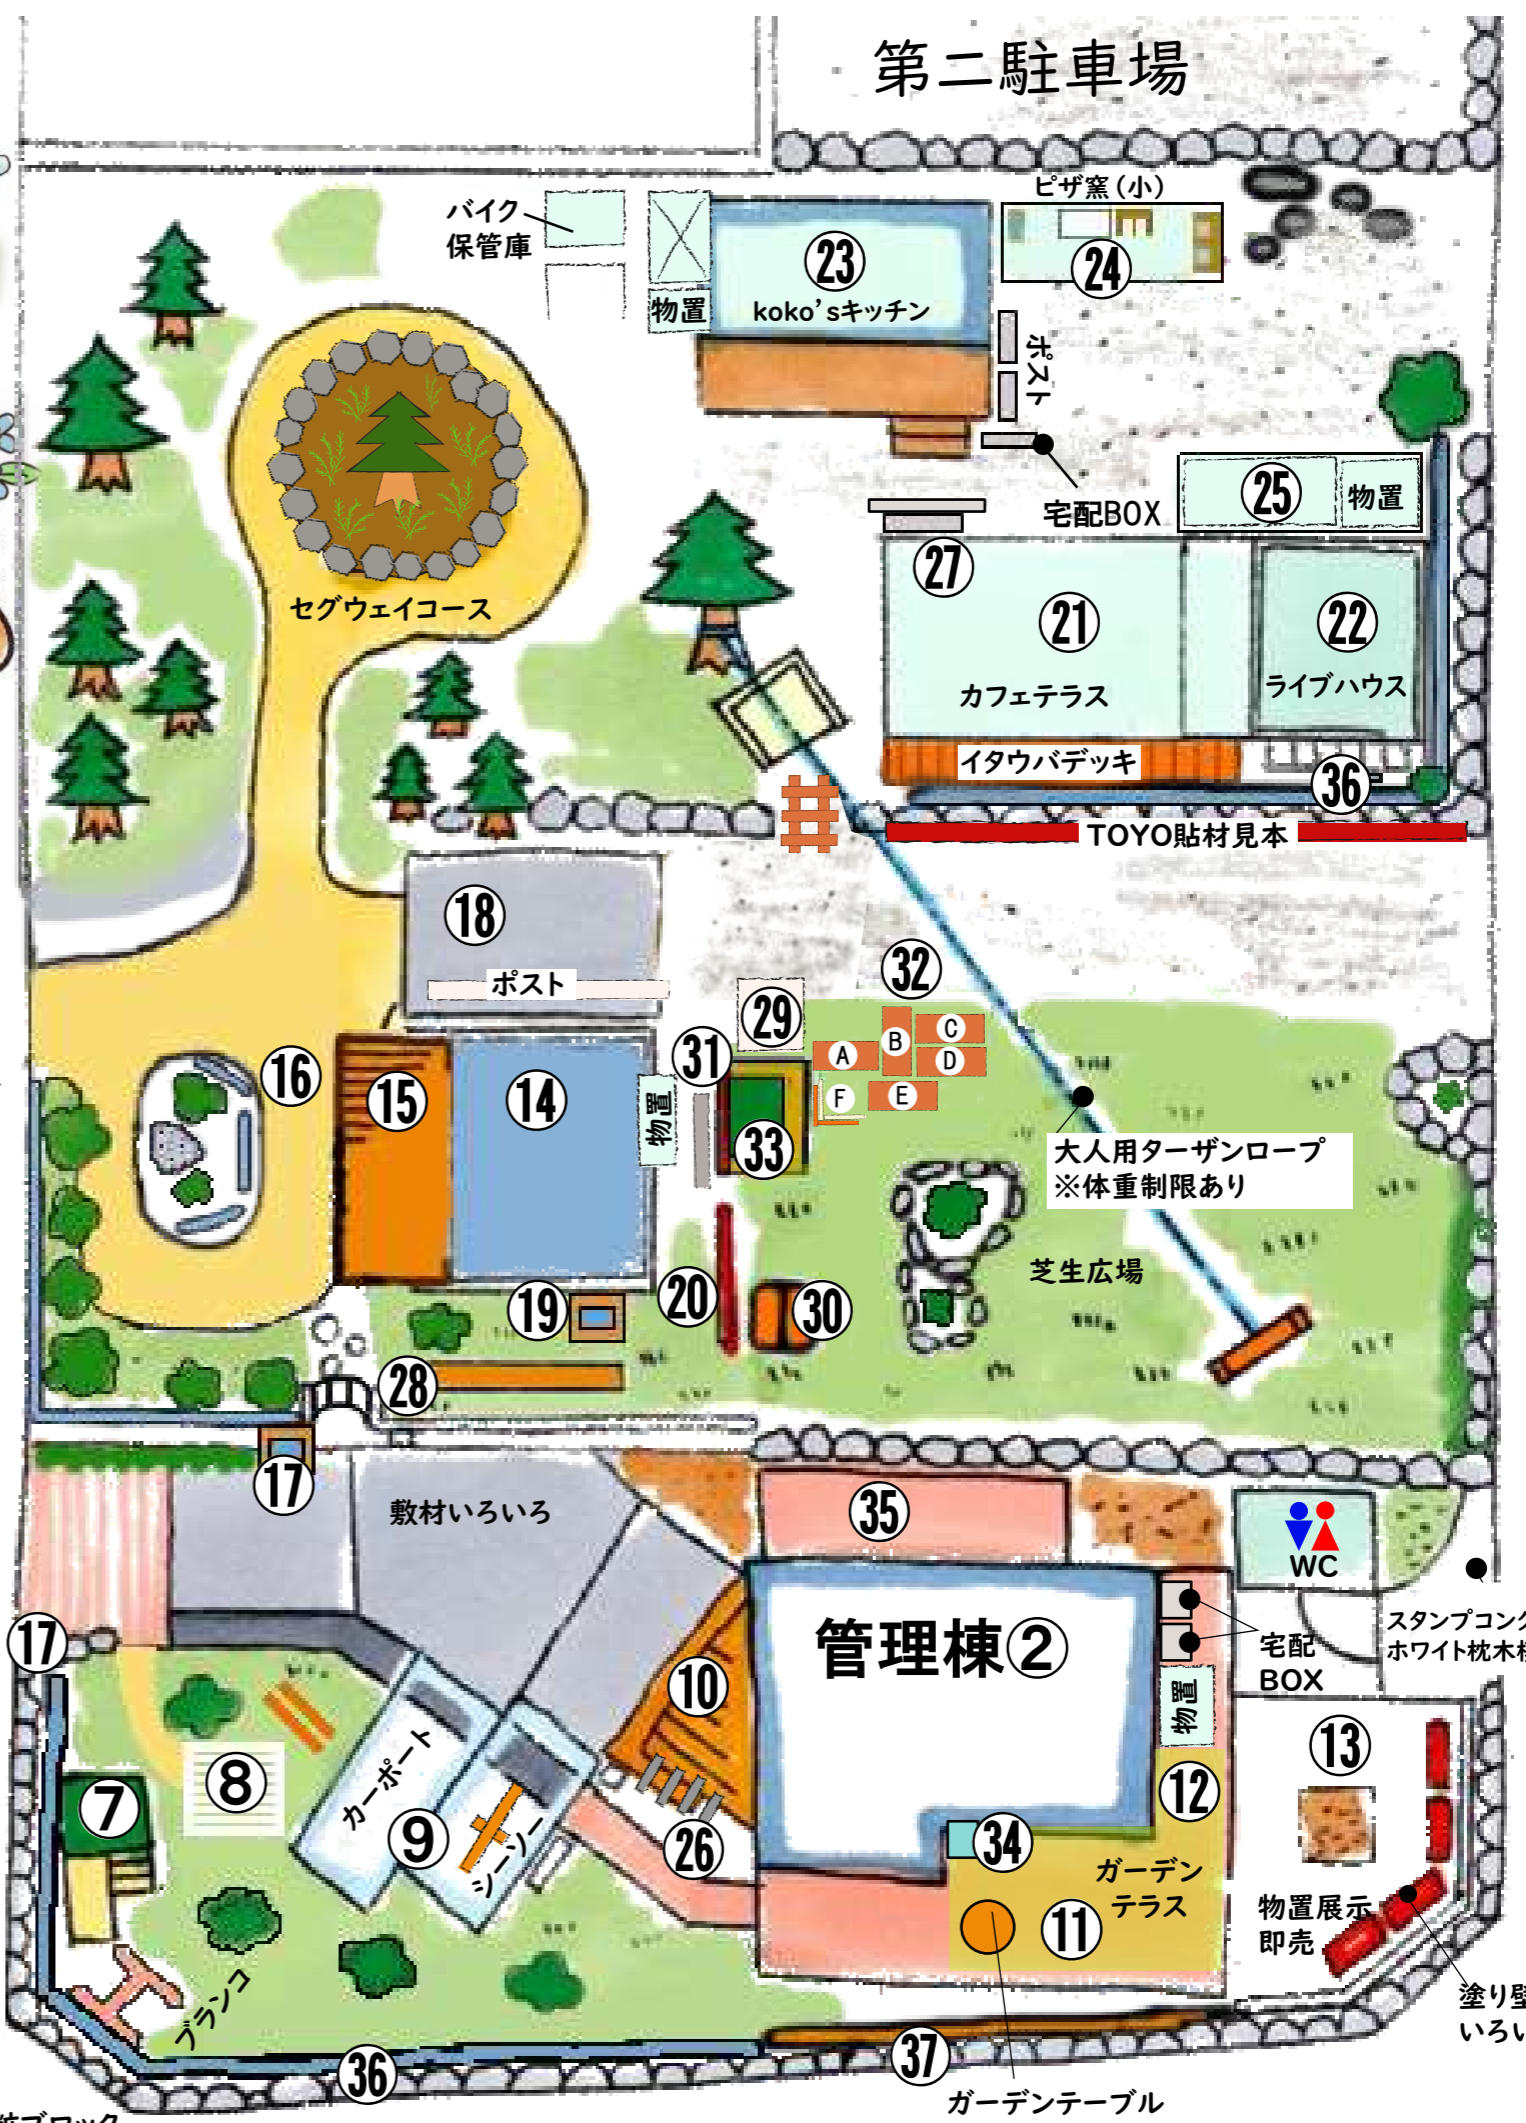 第二駐車場
ピザ窯（小）
バイク
保管庫
㉓
㉔
物置
koko'sキッチン
ポスト
宅配BOX
㉕
物置
㉗
セグウェイコース
㉑
㉒
カフェテラス
ライブハウス
イタウバデッキ
㊱
TOYO貼材見本
⑱
ポスト
㉜
㉙
A
B
C
D
E
F
㉛
⑯
⑮
⑭
物置
㉝
大人用ターザンロープ
※体重制限あり
芝生広場
⑲
⑳
㉚
㉘
⑰
敷材いろいろ
㉟
WC
管理棟②
宅配
BOX
スタンプコンク
ホワイト枕木
⑰
⑩
物置
⑬
⑦
⑧
カーポート
⑨
シーソー
㉖
⑫
㉞
ガーデン
テラス
⑪
物置展示
即売
ブランコ
塗り壁
いろい
㊱
㊲
ガーデンテーブル
ブロック